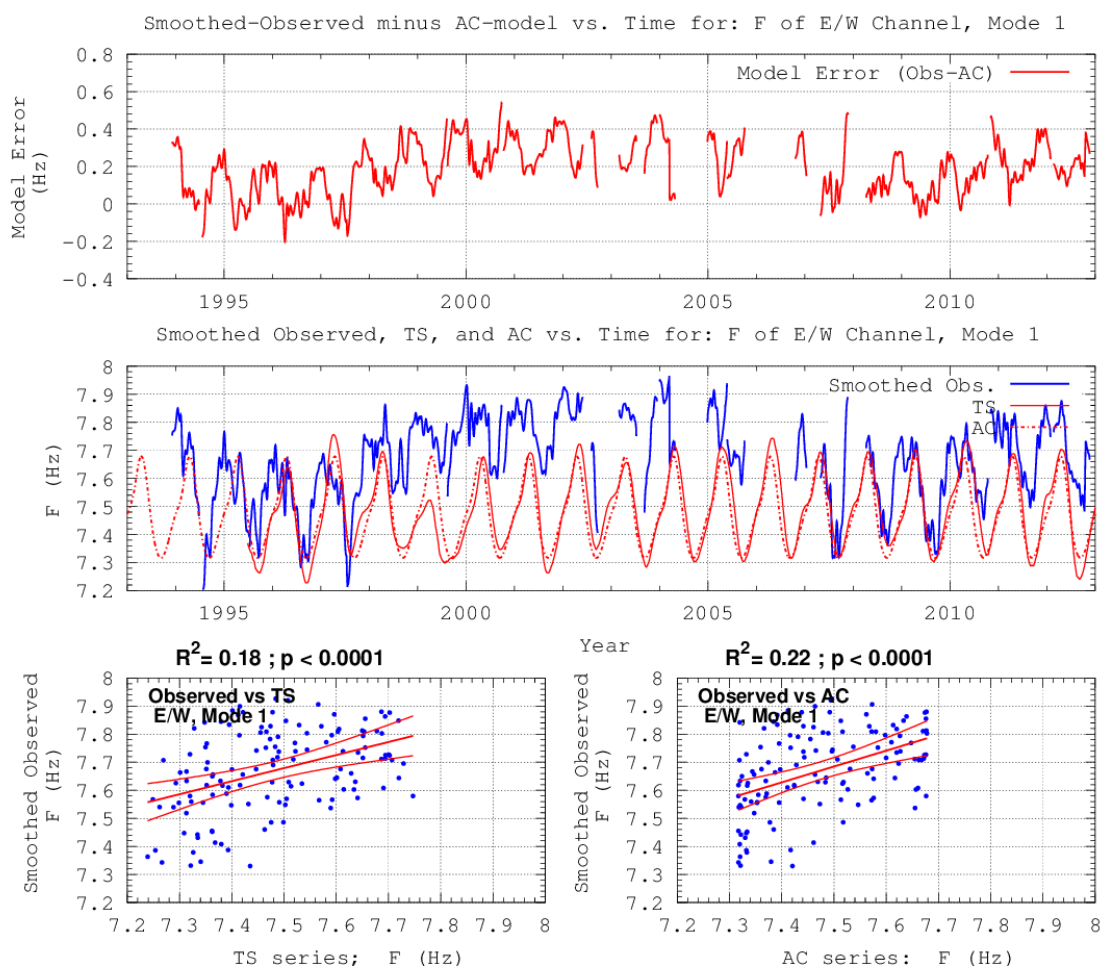 Smoothed-Observed minus AC-model vs. Time for: F of E/W Channel, Mode 1
Model Error (Obs-AC)
Model Error
(Hz)
0.8
0.6
0.4
0.2
0
-0.2
-0.4
1995
2000
2005
2010
Smoothed Observed, TS, and AC vs. Time for: F of E/W Channel, Mode 1
Smoothed Obs.
TS
AC
F (Hz)
8
7.9
7.8
7.7
7.6
7.5
7.4
7.3
7.2
1995
2000
2005
2010
Year
R2= 0.18 ; p < 0.0001
Observed vs TS
E/W, Mode 1
Smoothed Observed
F (Hz)
8
7.9
7.8
7.7
7.6
7.5
7.4
7.3
7.2
7.2 7.3 7.4 7.5 7.6 7.7 7.8 7.9 8
TS series; F (Hz)
R2= 0.22 ; p < 0.0001
Observed vs AC
E/W, Mode 1
Smoothed Observed
F (Hz)
8
7.9
7.8
7.7
7.6
7.5
7.4
7.3
7.2
7.2 7.3 7.4 7.5 7.6 7.7 7.8 7.9 8
AC series: F (Hz)